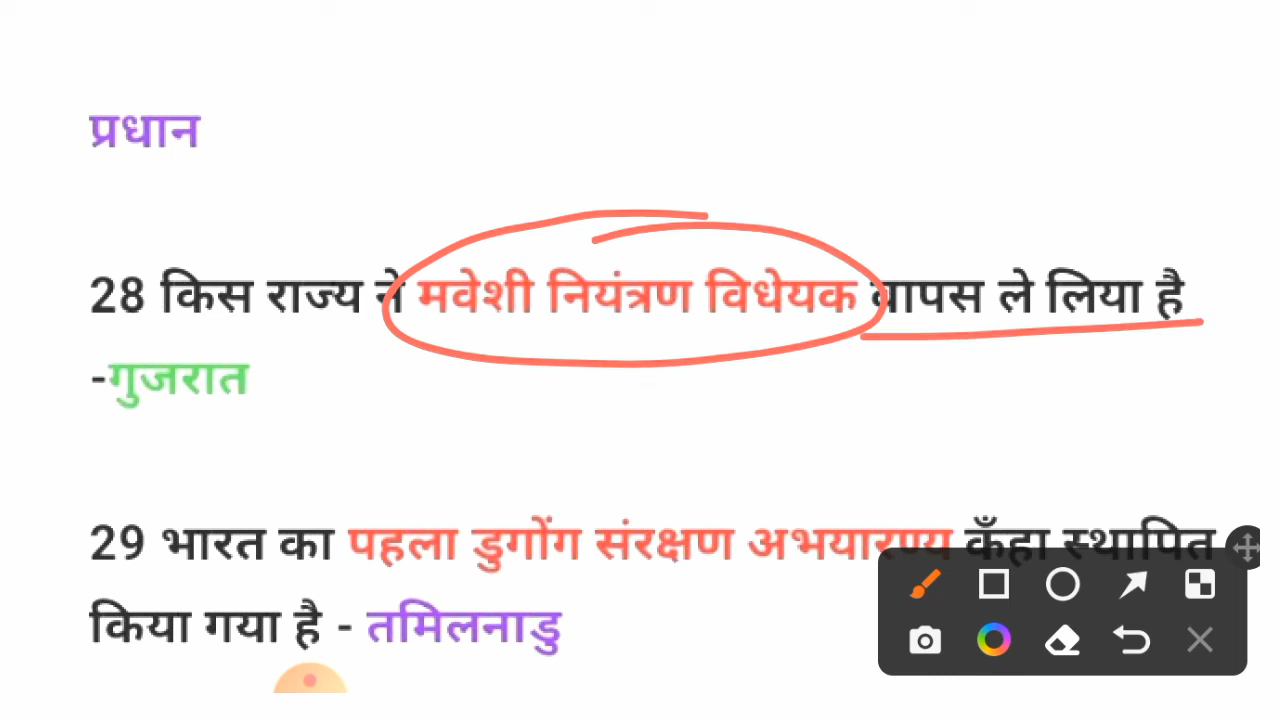 प्रधान
28 किस राज्य ने मवेशी नियंत्रण विधेयक वापस ले लिया है
-गुजरात
29 भारत का पहला डुगोंग संरक्षण अभयारण्य कँहा स्थापित
किया गया है - तमिलनाडु